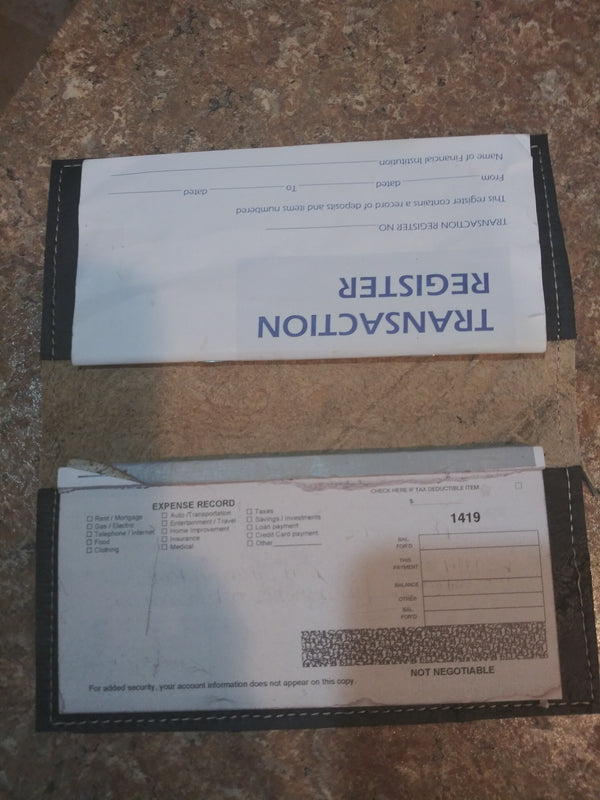 TRANSACTION
REGISTER
TRANSACTION REGISTER NO.
This register contains a record of deposits and items numbered
From dated To dated
Name of Financial Institution
CHECK HERE IF TAX DEDUCTIBLE ITEM
$
1419
EXPENSE RECORD
Rent / Mortgage
Gas / Electric
Telephone / Internet
Food
Clothing
Auto /Transportation
Entertainment / Travel
Home Improvement
Insurance
Medical
Taxes
Savings / Investments
Loan payment
Credit Card payment
Other
BAL.
FOR'D
THIS
PAYMENT
BALANCE
OTHER
BAL.
FOR'D
NOT NEGOTIABLE
For added security, your account information does not appear on this copy.